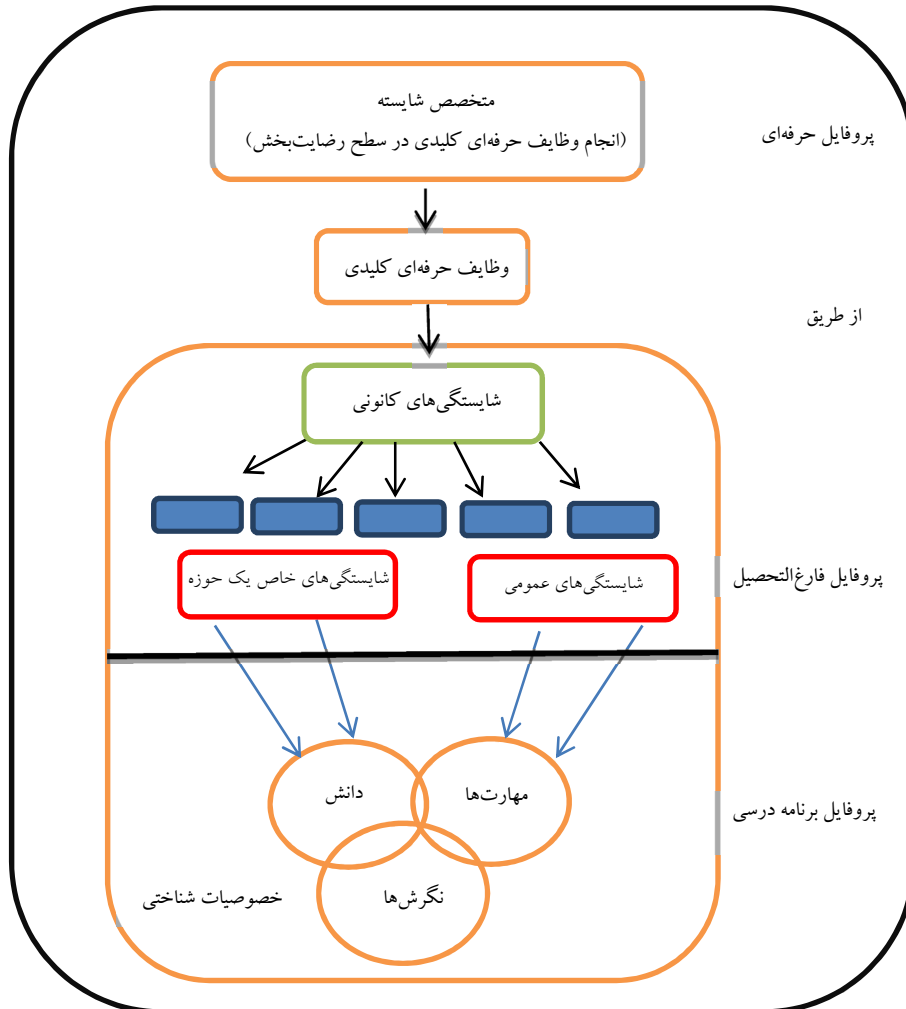 متخصص شایسته
(انجام وظایف حرفه‌ای کلیدی در سطح رضایت‌بخش)
پروفایل حرفه‌ای
وظایف حرفه‌ای کلیدی
از طریق
شایستگی‌های کانونی
شایستگی‌های عمومی
شایستگی‌های خاص یک حوزه
پروفایل فارغ‌التحصیل
مهارت‌ها
دانش
پروفایل برنامه درسی
نگرش‌ها
خصوصیات شناختی